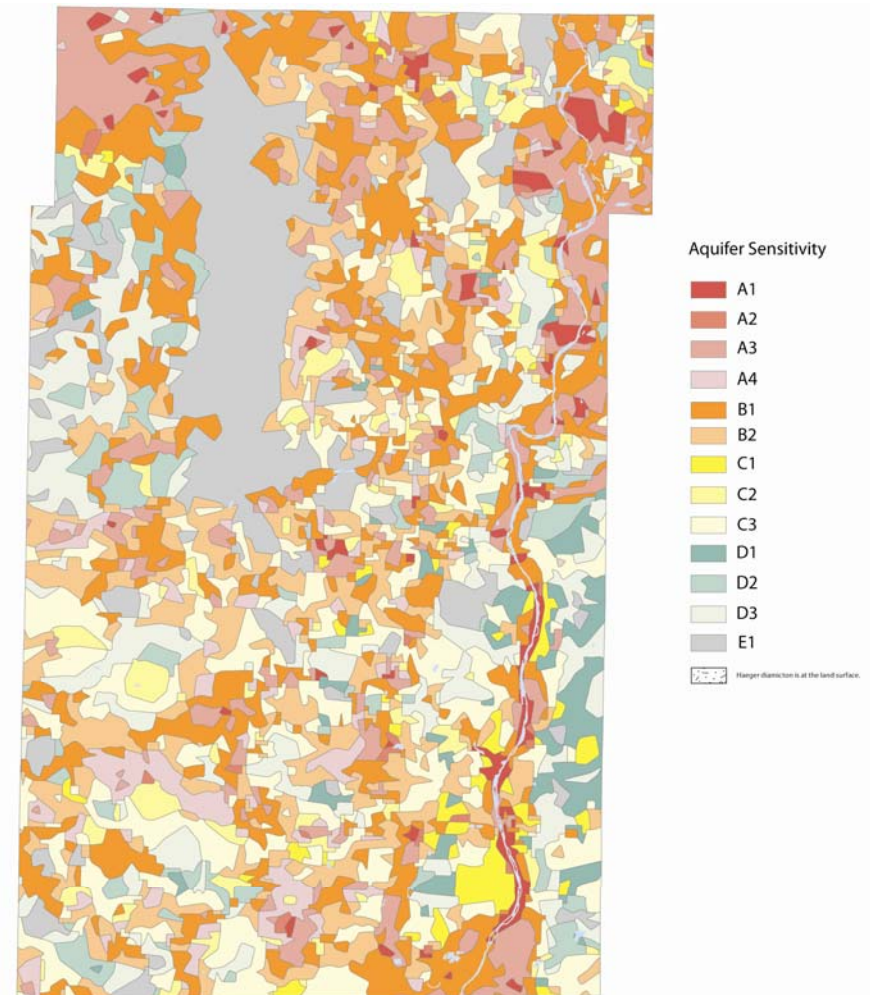 Aquifer Sensitivity
A1
A2
A3
A4
B1
B2
C1
C2
C3
D1
D2
D3
E1
Haeger diamicton is at the land surface.